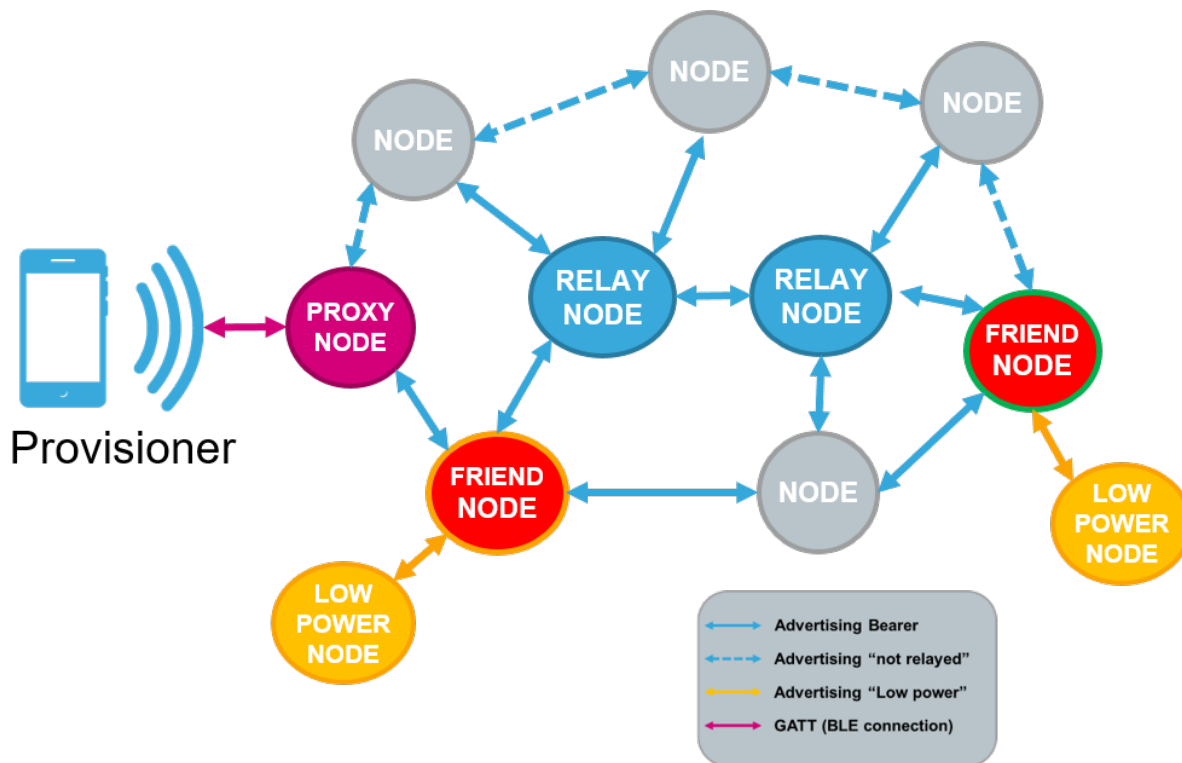 NODE
NODE
NODE
RELAY
NODE
RELAY
NODE
PROXY
NODE
FRIEND
NODE
Provisioner
FRIEND
NODE
NODE
LOW
POWER
NODE
LOW
POWER
NODE
Advertising Bearer
Advertising “not relayed”
Advertising “Low power”
GATT (BLE connection)